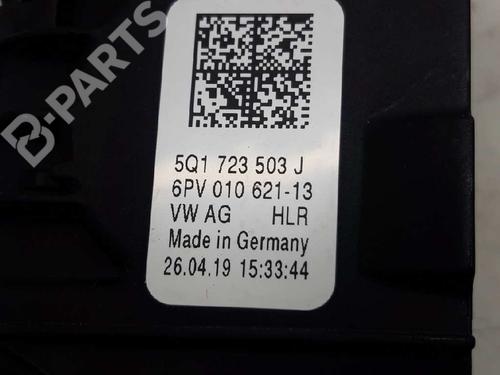 B-PARTS
5Q1 723 503 J
6PV 010 621-13
VW AG HLR
Made in Germany
26.04.19 15:33:44